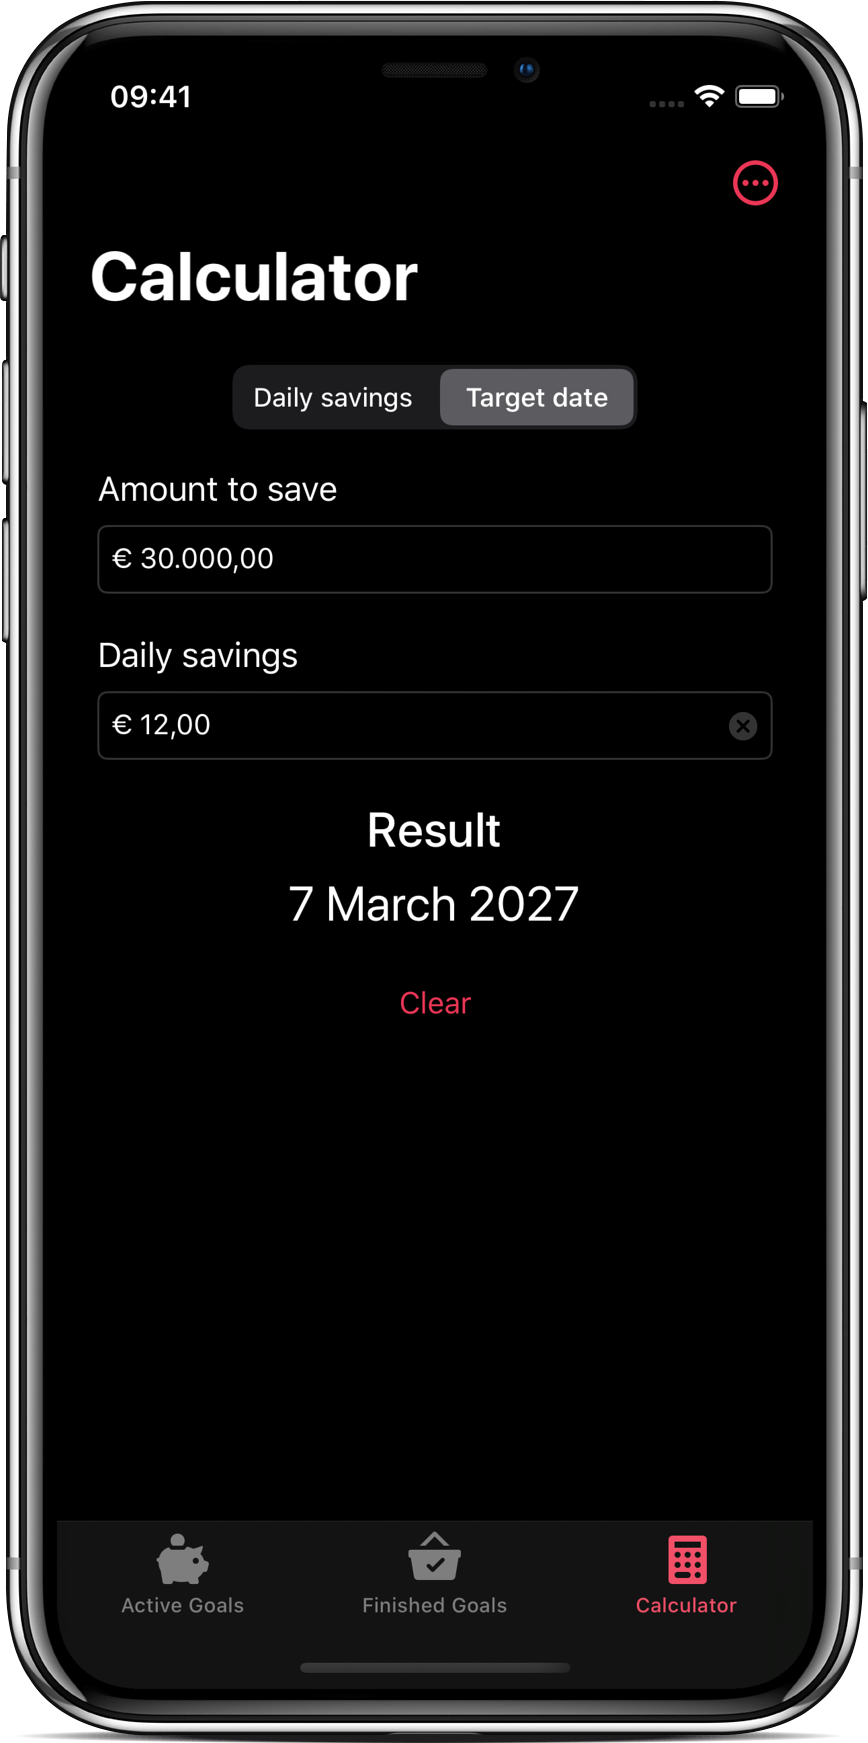 09:41
Calculator
Daily savings Target date
Amount to save
€ 30.000,00
Daily savings
€ 12,00
Result
7 March 2027
Clear
Active Goals Finished Goals Calculator